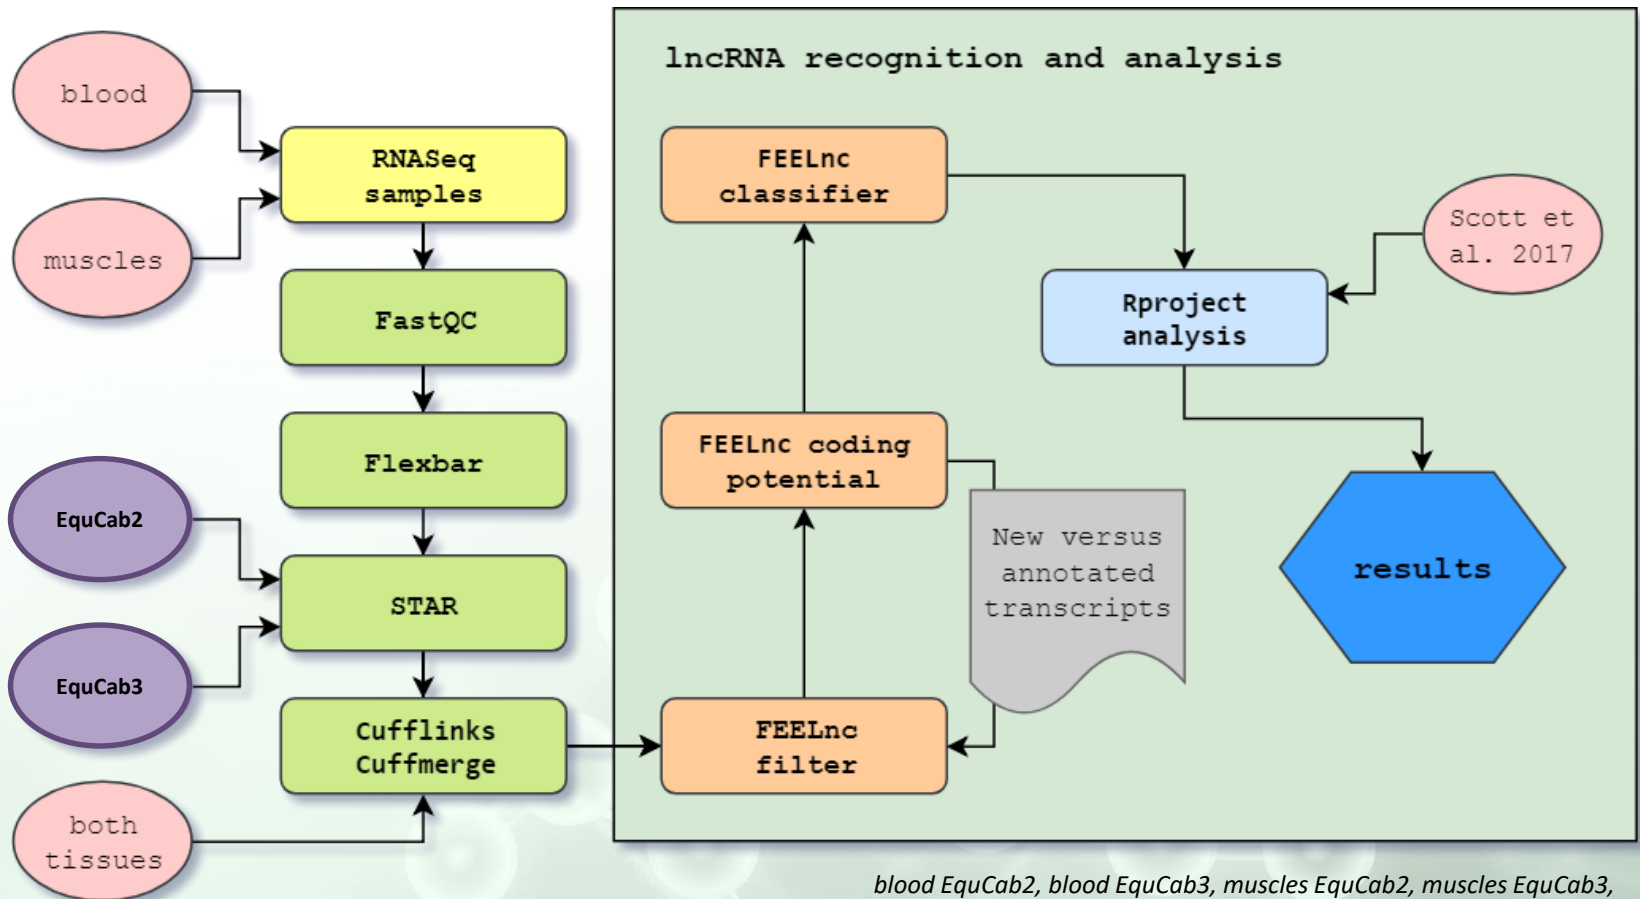 lncRNA recognition and analysis
blood
muscles
RNASeq
samples
FastQC
Flexbar
EquCab2
EquCab3
STAR
Cufflinks
Cuffmerge
both
tissues
FEELnc
classifier
FEELnc coding
potential
FEELnc
filter
New versus
annotated
transcripts
Scott et
al. 2017
Rproject
analysis
results
blood EquCab2, blood EquCab3, muscles EquCab2, muscles EquCab3,